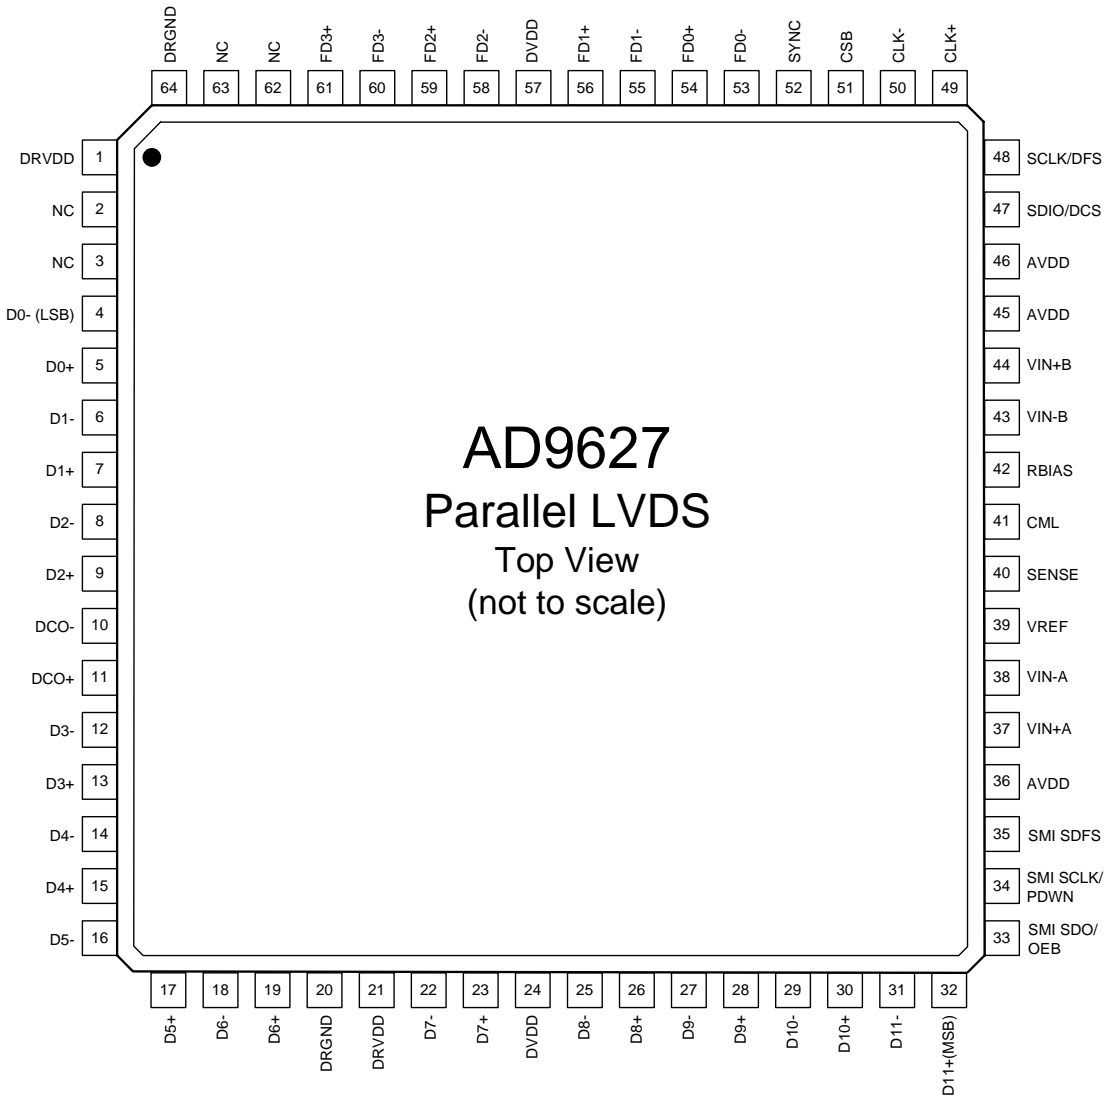 DRGND
NC
NC
FD3+
FD3-
FD2+
FD2-
DVDD
FD1+
FD1-
FD0+
FD0-
SYNC
CSB
CLK-
CLK+
64 63 62 61 60 59 58 57 56 55 54 53 52 51 50 49
DRVDD 1
NC 2
NC 3
D0- (LSB) 4
D0+ 5
D1- 6
D1+ 7
D2- 8
D2+ 9
DCO- 10
DCO+ 11
D3- 12
D3+ 13
D4- 14
D4+ 15
D5- 16
AD9627
Parallel LVDS
Top View
(not to scale)
48 SCLK/DFS
47 SDIO/DCS
46 AVDD
45 AVDD
44 VIN+B
43 VIN-B
42 RBIAS
41 CML
40 SENSE
39 VREF
38 VIN-A
37 VIN+A
36 AVDD
35 SMI SDFS
34 SMI SCLK/
PDWN
33 SMI SDO/
OEB
17 18 19 20 21 22 23 24 25 26 27 28 29 30 31 32
D5+
D6-
D6+
DRGND
DRVDD
D7-
D7+
DVDD
D8-
D8+
D9-
D9+
D10-
D10+
D11-
D11+(MSB)